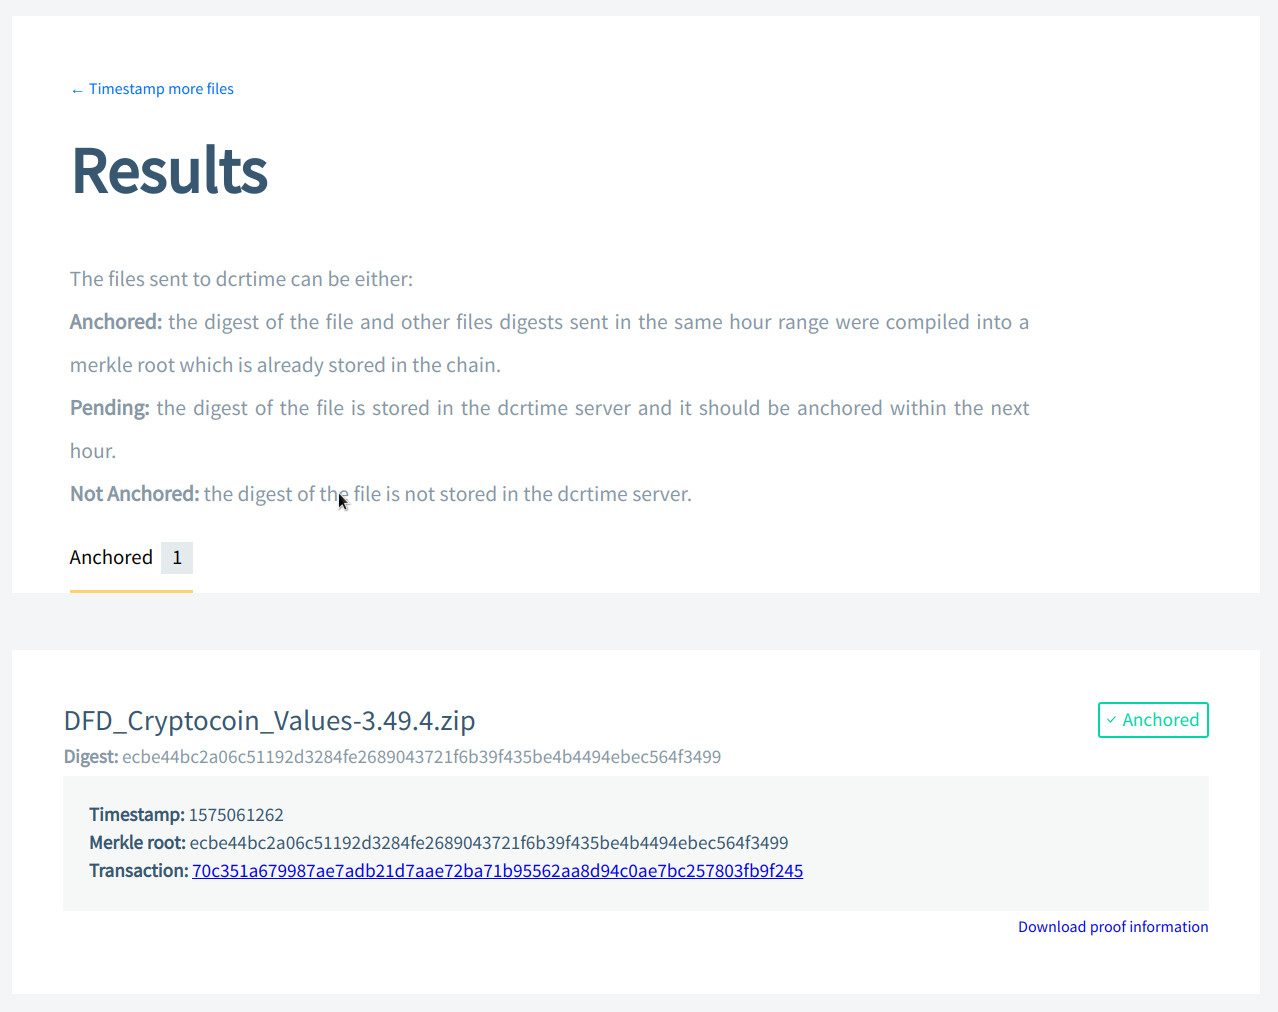 ← Timestamp more files
Results
The files sent to dcrtime can be either:
Anchored: the digest of the file and other files digests sent in the same hour range were compiled into a
merkle root which is already stored in the chain.
Pending: the digest of the file is stored in the dcrtime server and it should be anchored within the next
hour.
Not Anchored: the digest of the file is not stored in the dcrtime server.
Anchored 1
DFD_Cryptocoin_Values-3.49.4.zip
✓ Anchored
Digest: ecbe44bc2a06c51192d3284fe2689043721f6b39f435be4b4494ebec564f3499
Timestamp: 1575061262
Merkle root: ecbe44bc2a06c51192d3284fe2689043721f6b39f435be4b4494ebec564f3499
Transaction: 70c351a679987ae7adb21d7aae72ba71b95562aa8d94c0ae7bc257803fb9f245
Download proof information